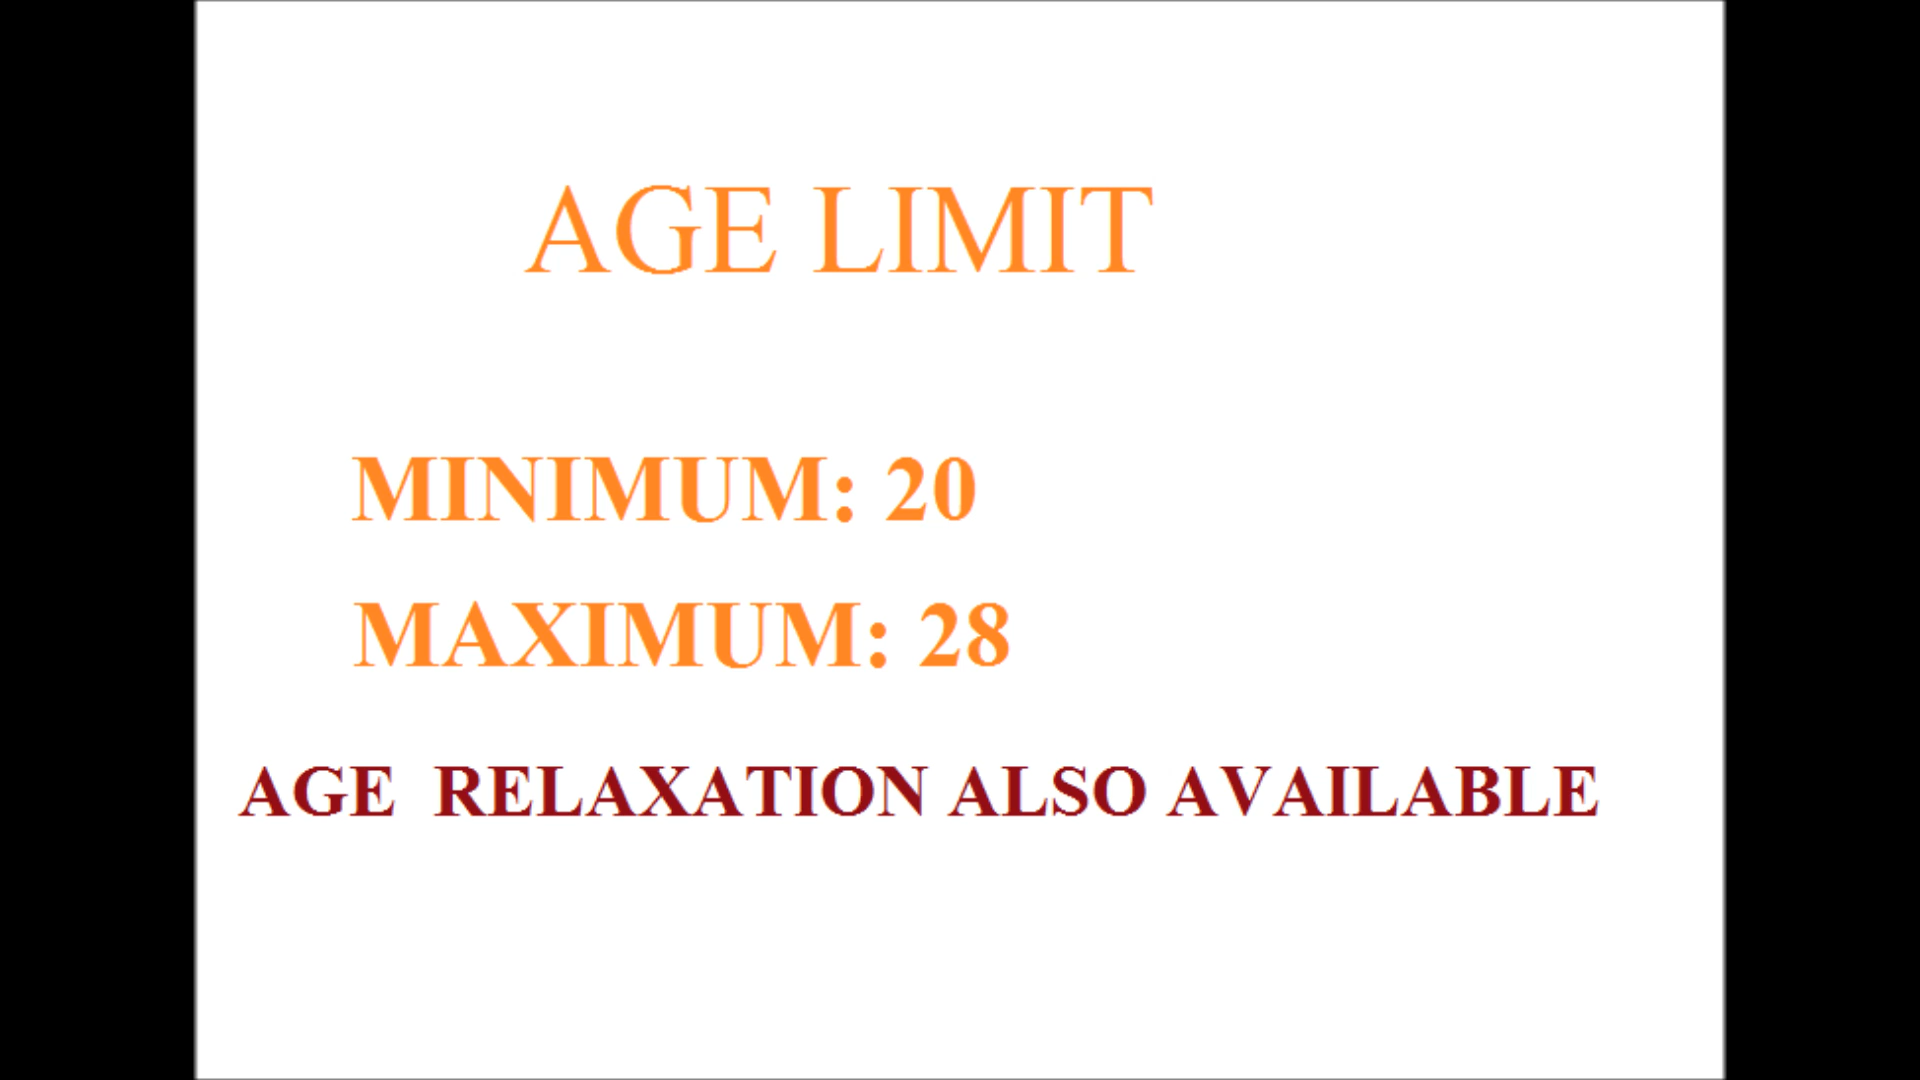 AGE LIMIT
MINIMUM: 20
MAXIMUM: 28
AGE RELAXATION ALSO AVAILABLE